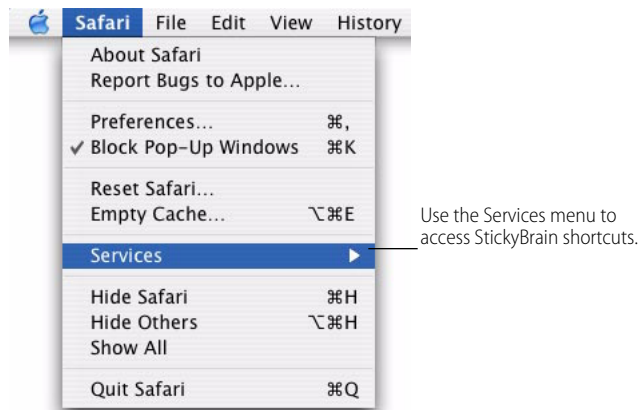 Safari File Edit View History
About Safari
Report Bugs to Apple...
Preferences... ⌘,
✓ Block Pop-Up Windows ⌘K
Reset Safari...
Empty Cache... ⌥⌘E
Services ▶
Hide Safari ⌘H
Hide Others ⌥⌘H
Show All
Quit Safari ⌘Q
Use the Services menu to
access StickyBrain shortcuts.